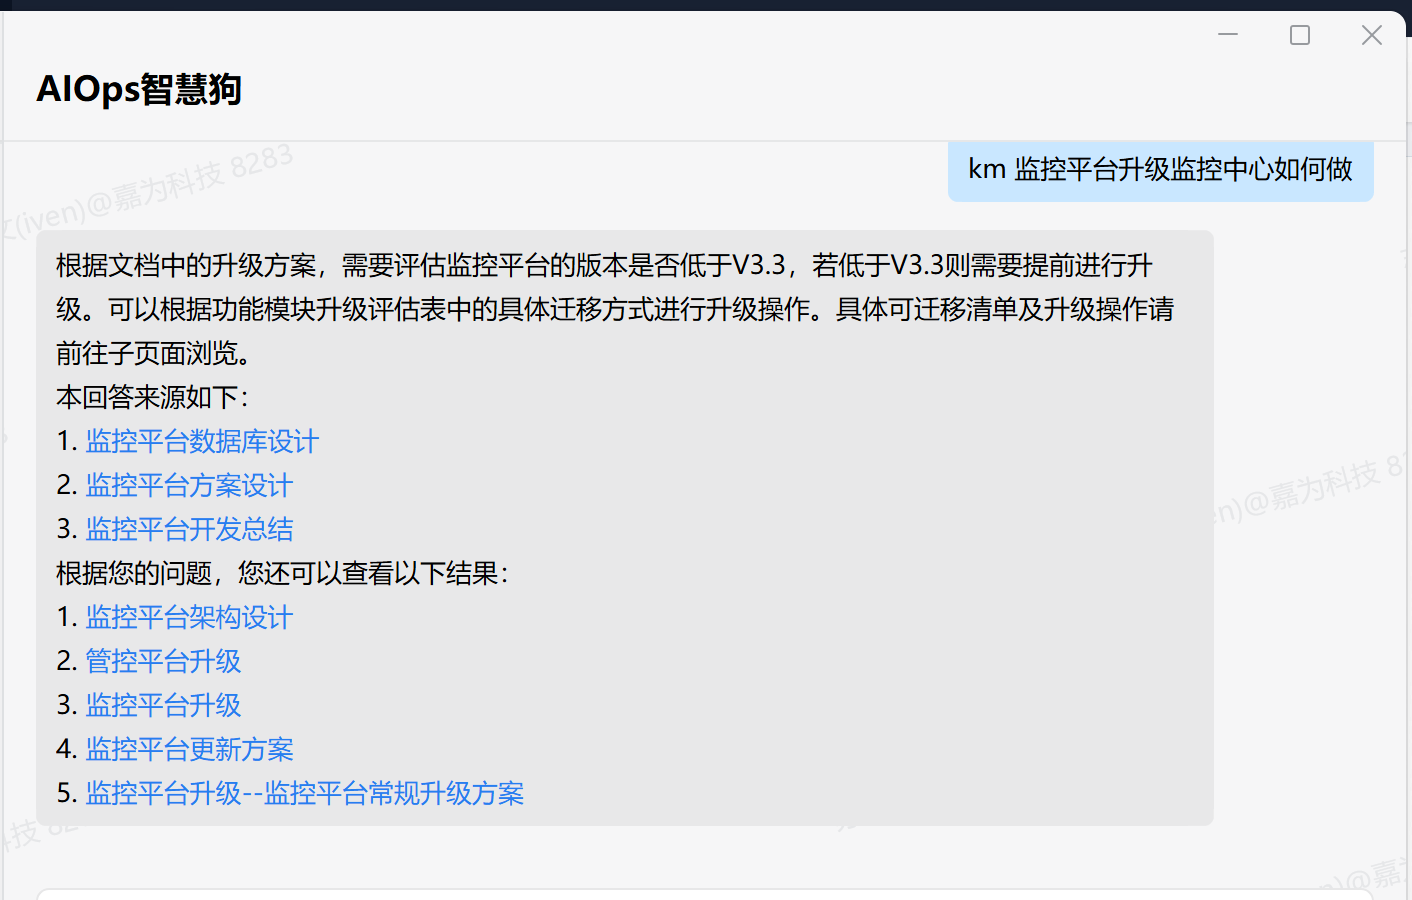 AIOps智慧狗
km 监控平台升级监控中心如何做
(iven)@嘉为科技 8283
根据文档中的升级方案，需要评估监控平台的版本是否低于V3.3，若低于V3.3则需要提前进行升
级。可以根据功能模块升级评估表中的具体迁移方式进行升级操作。具体可迁移清单及升级操作请
前往子页面浏览。
本回答来源如下：
1. 监控平台数据库设计
2. 监控平台方案设计
3. 监控平台开发总结
根据您的问题，您还可以查看以下结果：
1. 监控平台架构设计
2. 管控平台升级
3. 监控平台升级
4. 监控平台更新方案
5. 监控平台升级--监控平台常规升级方案
@嘉为科技